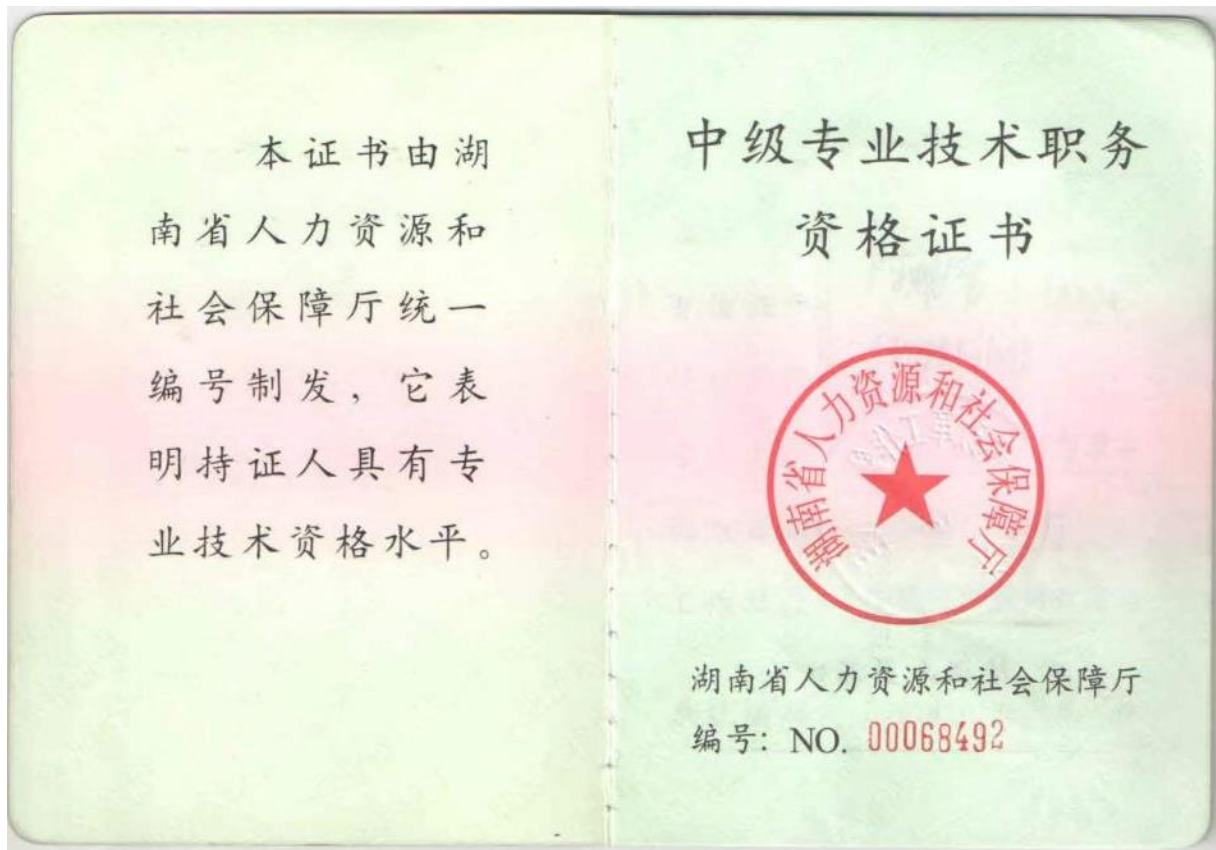 本证书由湖
南省人力资源和
社会保障厅统一
编号制发，它表
明持证人具有专
业技术资格水平。
中级专业技术职务
资格证书
湖南省人力资源和社会保障厅
湖南省人力资源和社会保障厅
编号：NO. 00068492